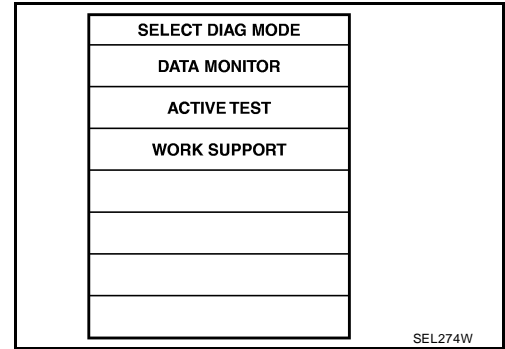 SELECT DIAG MODE
DATA MONITOR
ACTIVE TEST
WORK SUPPORT
SEL274W